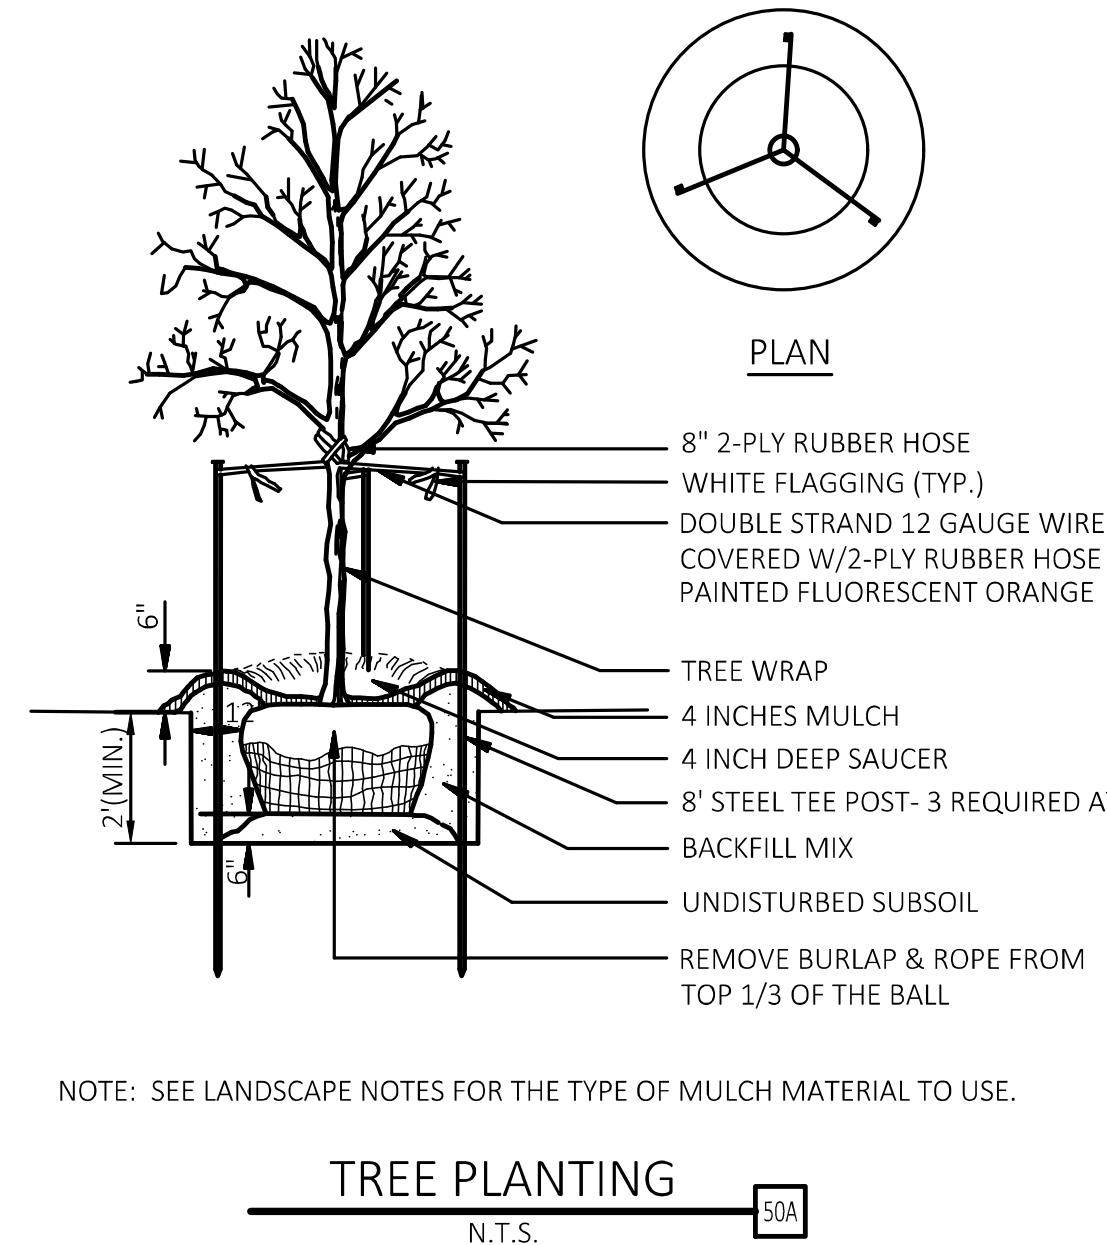 PLAN
8" 2-PLY RUBBER HOSE
WHITE FLAGGING (TYP.)
DOUBLE STRAND 12 GAUGE WIRE
COVERED W/2-PLY RUBBER HOSE
PAINTED FLUORESCENT ORANGE
6"
TREE WRAP
4 INCHES MULCH
12
4 INCH DEEP SAUCER
2'(MIN.)
8' STEEL TEE POST- 3 REQUIRED
BACKFILL MIX
6"
UNDISTURBED SUBSOIL
REMOVE BURLAP & ROPE FROM
TOP 1/3 OF THE BALL
NOTE: SEE LANDSCAPE NOTES FOR THE TYPE OF MULCH MATERIAL TO USE.
TREE PLANTING
50A
N.T.S.